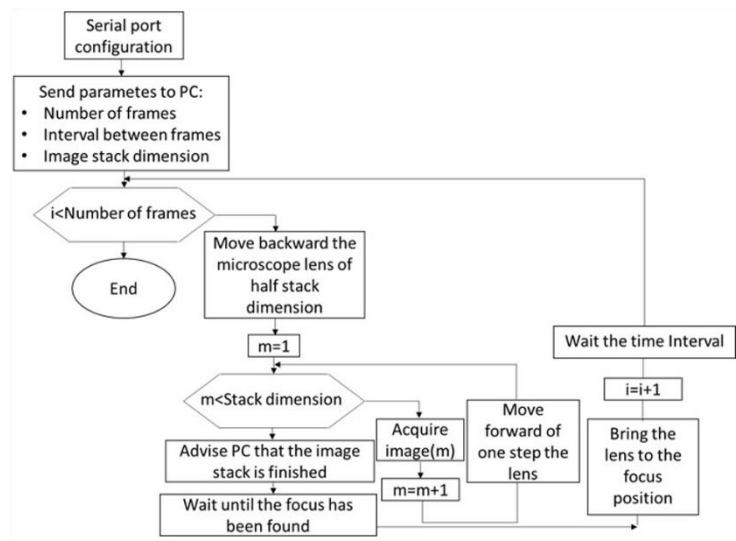 Serial port
configuration
Send parametes to PC:
• Number of frames
• Interval between frames
• Image stack dimension
i<Number of frames
End
Move backward the
microscope lens of
half stack
dimension
m=1
m<Stack dimension
Acquire
image(m)
m=m+1
Move
forward of
one step the
lens
Advise PC that the image
stack is finished
Wait until the focus has
been found
Bring the
lens to the
focus
position
i=i+1
Wait the time Interval